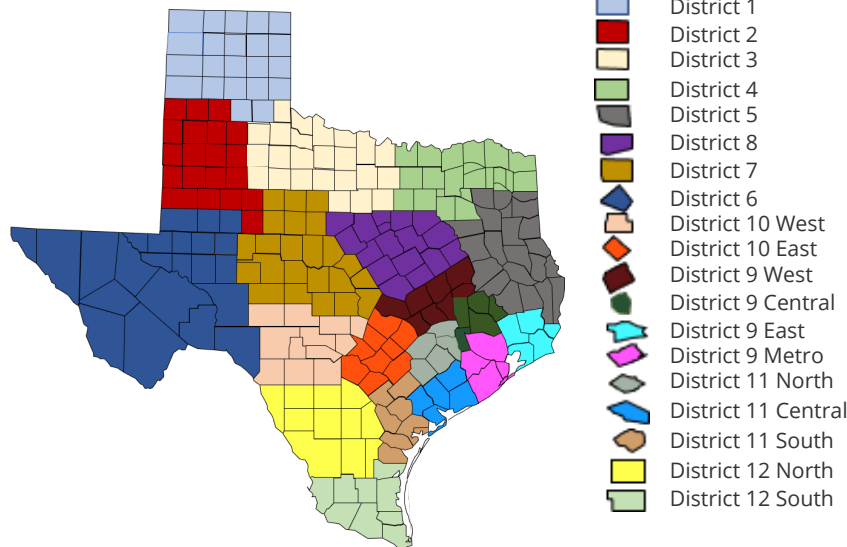 District 1
District 2
District 3
District 4
District 5
District 8
District 7
District 6
District 10 West
District 10 East
District 9 West
District 9 Central
District 9 East
District 9 Metro
District 11 North
District 11 Central
District 11 South
District 12 North
District 12 South